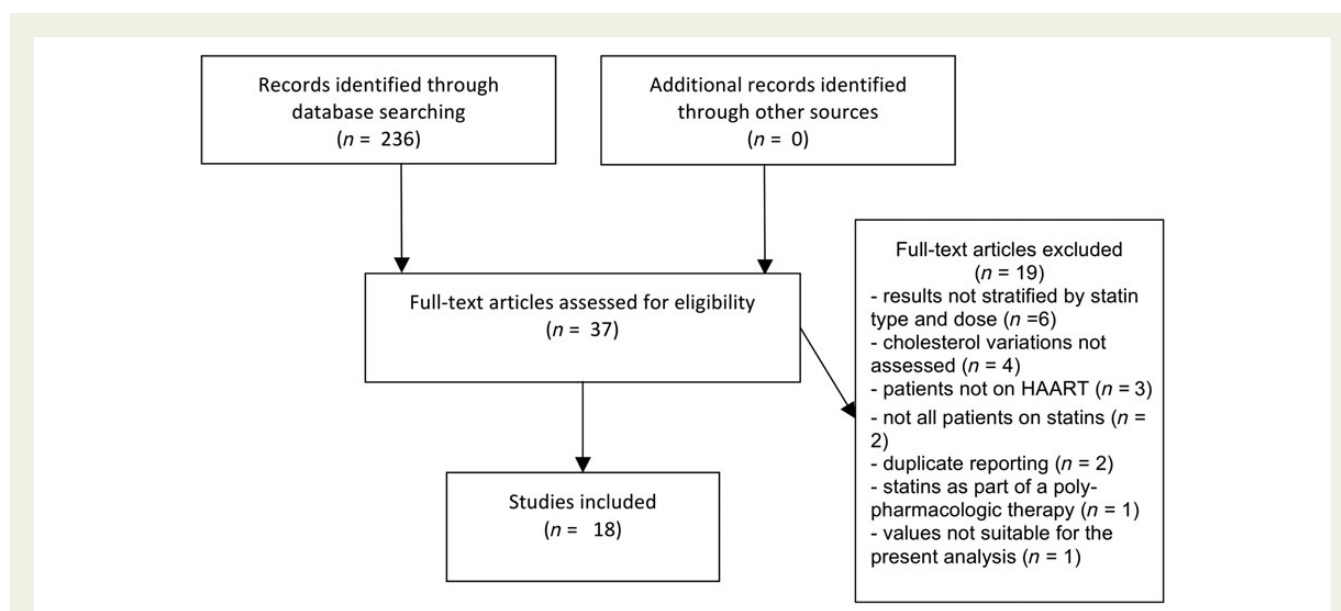 Records identified through
database searching
(n = 236)
Additional records identified
through other sources
(n = 0)
Full-text articles assessed for eligibility
(n = 37)
Full-text articles excluded
(n = 19)
- results not stratified by statin
type and dose (n =6)
- cholesterol variations not
assessed (n = 4)
- patients not on HAART (n = 3)
- not all patients on statins (n =
2)
- duplicate reporting (n = 2)
- statins as part of a poly-
pharmacologic therapy (n = 1)
- values not suitable for the
present analysis (n = 1)
Studies included
(n = 18)